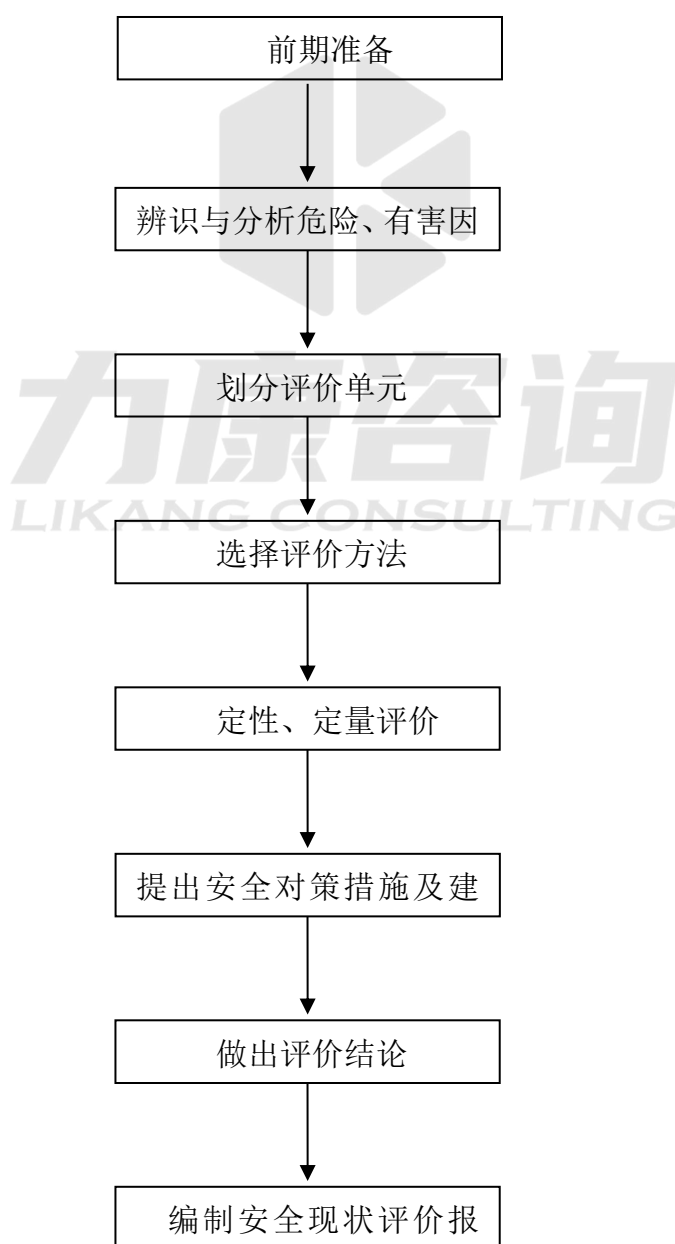 前期准备
辨识与分析危险、有害因
划分评价单元
力康咨询
LIKANG CONSULTING
选择评价方法
定性、定量评价
提出安全对策措施及建
做出评价结论
编制安全现状评价报